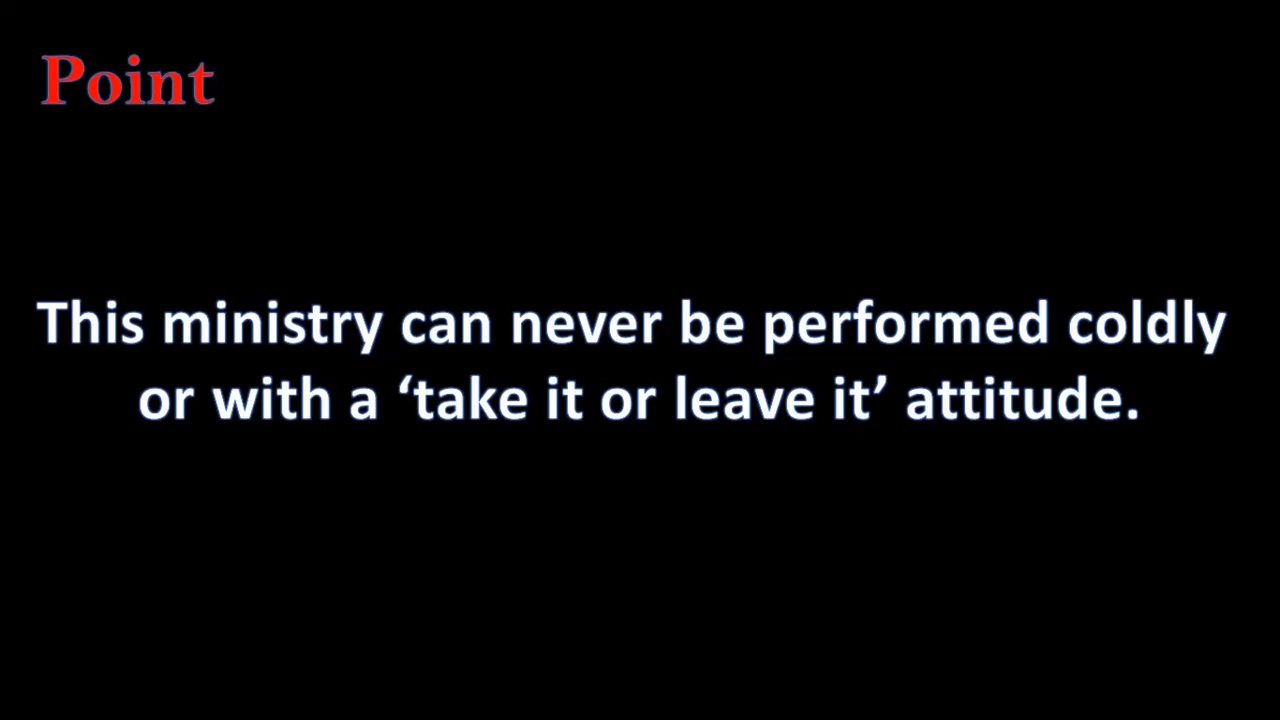 Point
This ministry can never be performed coldly
or with a ‘take it or leave it’ attitude.